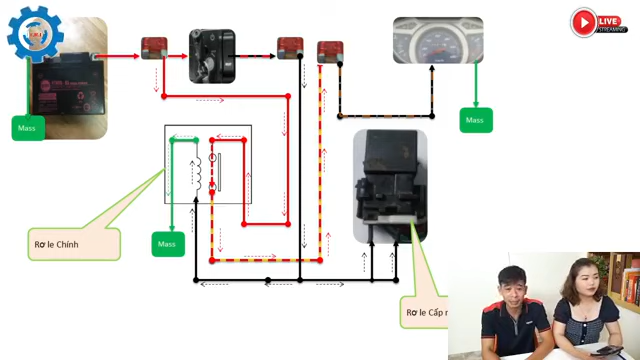 LIVE
STREAMING
Mass
Mass
Mass
Rơ le Chính
Rơ le Cấp